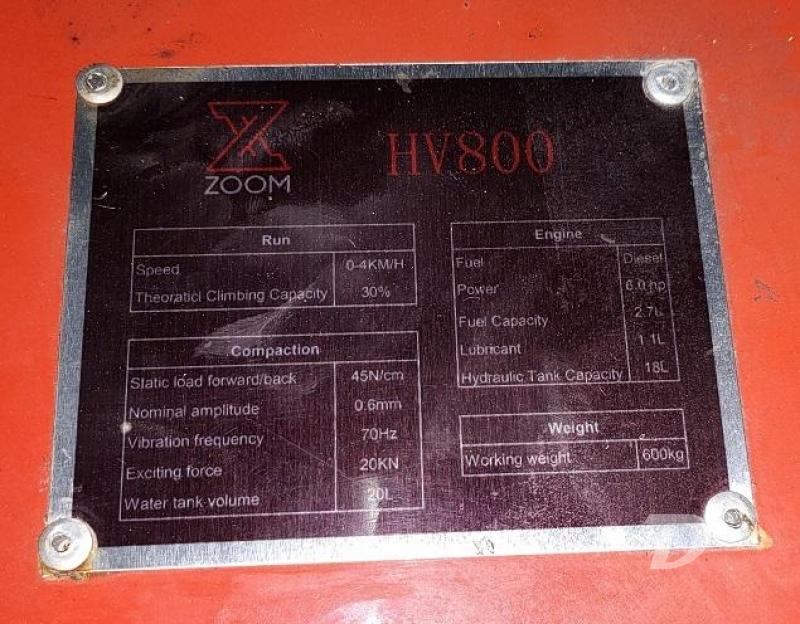 ZOOM
HV800
Run
Speed 0-4KM/H
Theoraticl Climbing Capacity 30%
Compaction
Static load forward/back 45N/cm
Nominal amplitude 0.6mm
Vibration frequency 70Hz
Exciting force 20KN
Water tank volume 20L
Engine
Fuel Diesel
Power 6.0 hp
Fuel Capacity 2.7L
Lubricant 1.1L
Hydraulic Tank Capacity 18L
Weight
Working weight 600kg
D